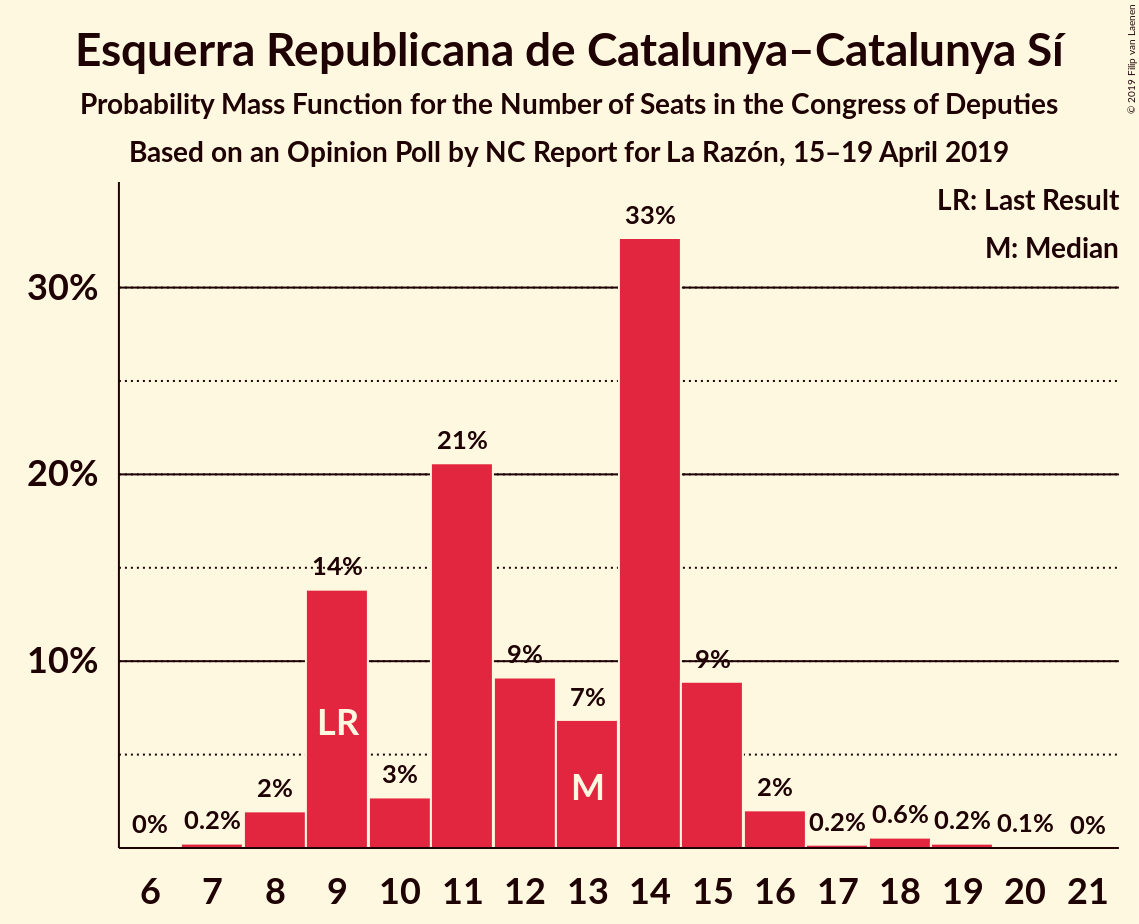 Esquerra Republicana de Catalunya–Catalunya Sí
Probability Mass Function for the Number of Seats in the Congress of Deputies
Based on an Opinion Poll by NC Report for La Razón, 15–19 April 2019
© 2019 Filip van Laenen
LR: Last Result
M: Median
30%
20%
10%
0%
0.2%
2%
14%
3%
21%
9%
7%
33%
9%
2%
0.2%
0.6%
0.2%
0.1%
0%
LR
M
6 7 8 9 10 11 12 13 14 15 16 17 18 19 20 21